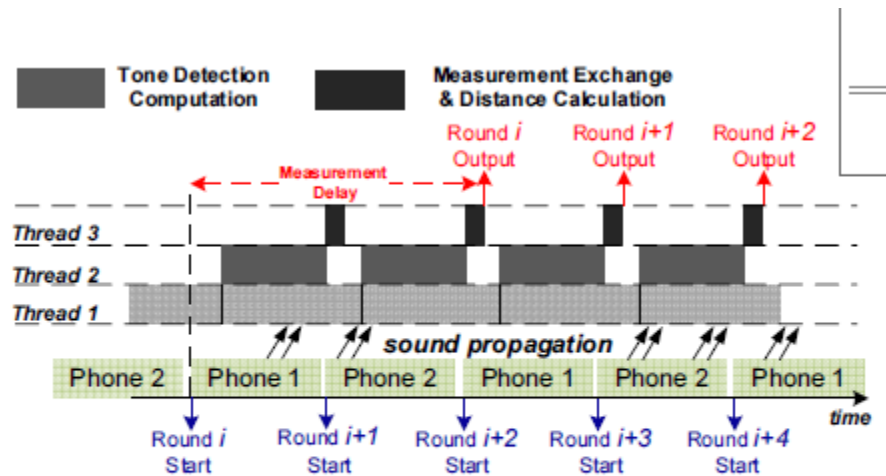 Tone Detection
Computation
Measurement Exchange
& Distance Calculation
Round i
Output
Round i+1
Output
Round i+2
Output
Measurement
Delay
Thread 3
Thread 2
Thread 1
sound propagation
Phone 2
Phone 1
Phone 2
Phone 1
Phone 2
Phone 1
time
Round i
Start
Round i+1
Start
Round i+2
Start
Round i+3
Start
Round i+4
Start